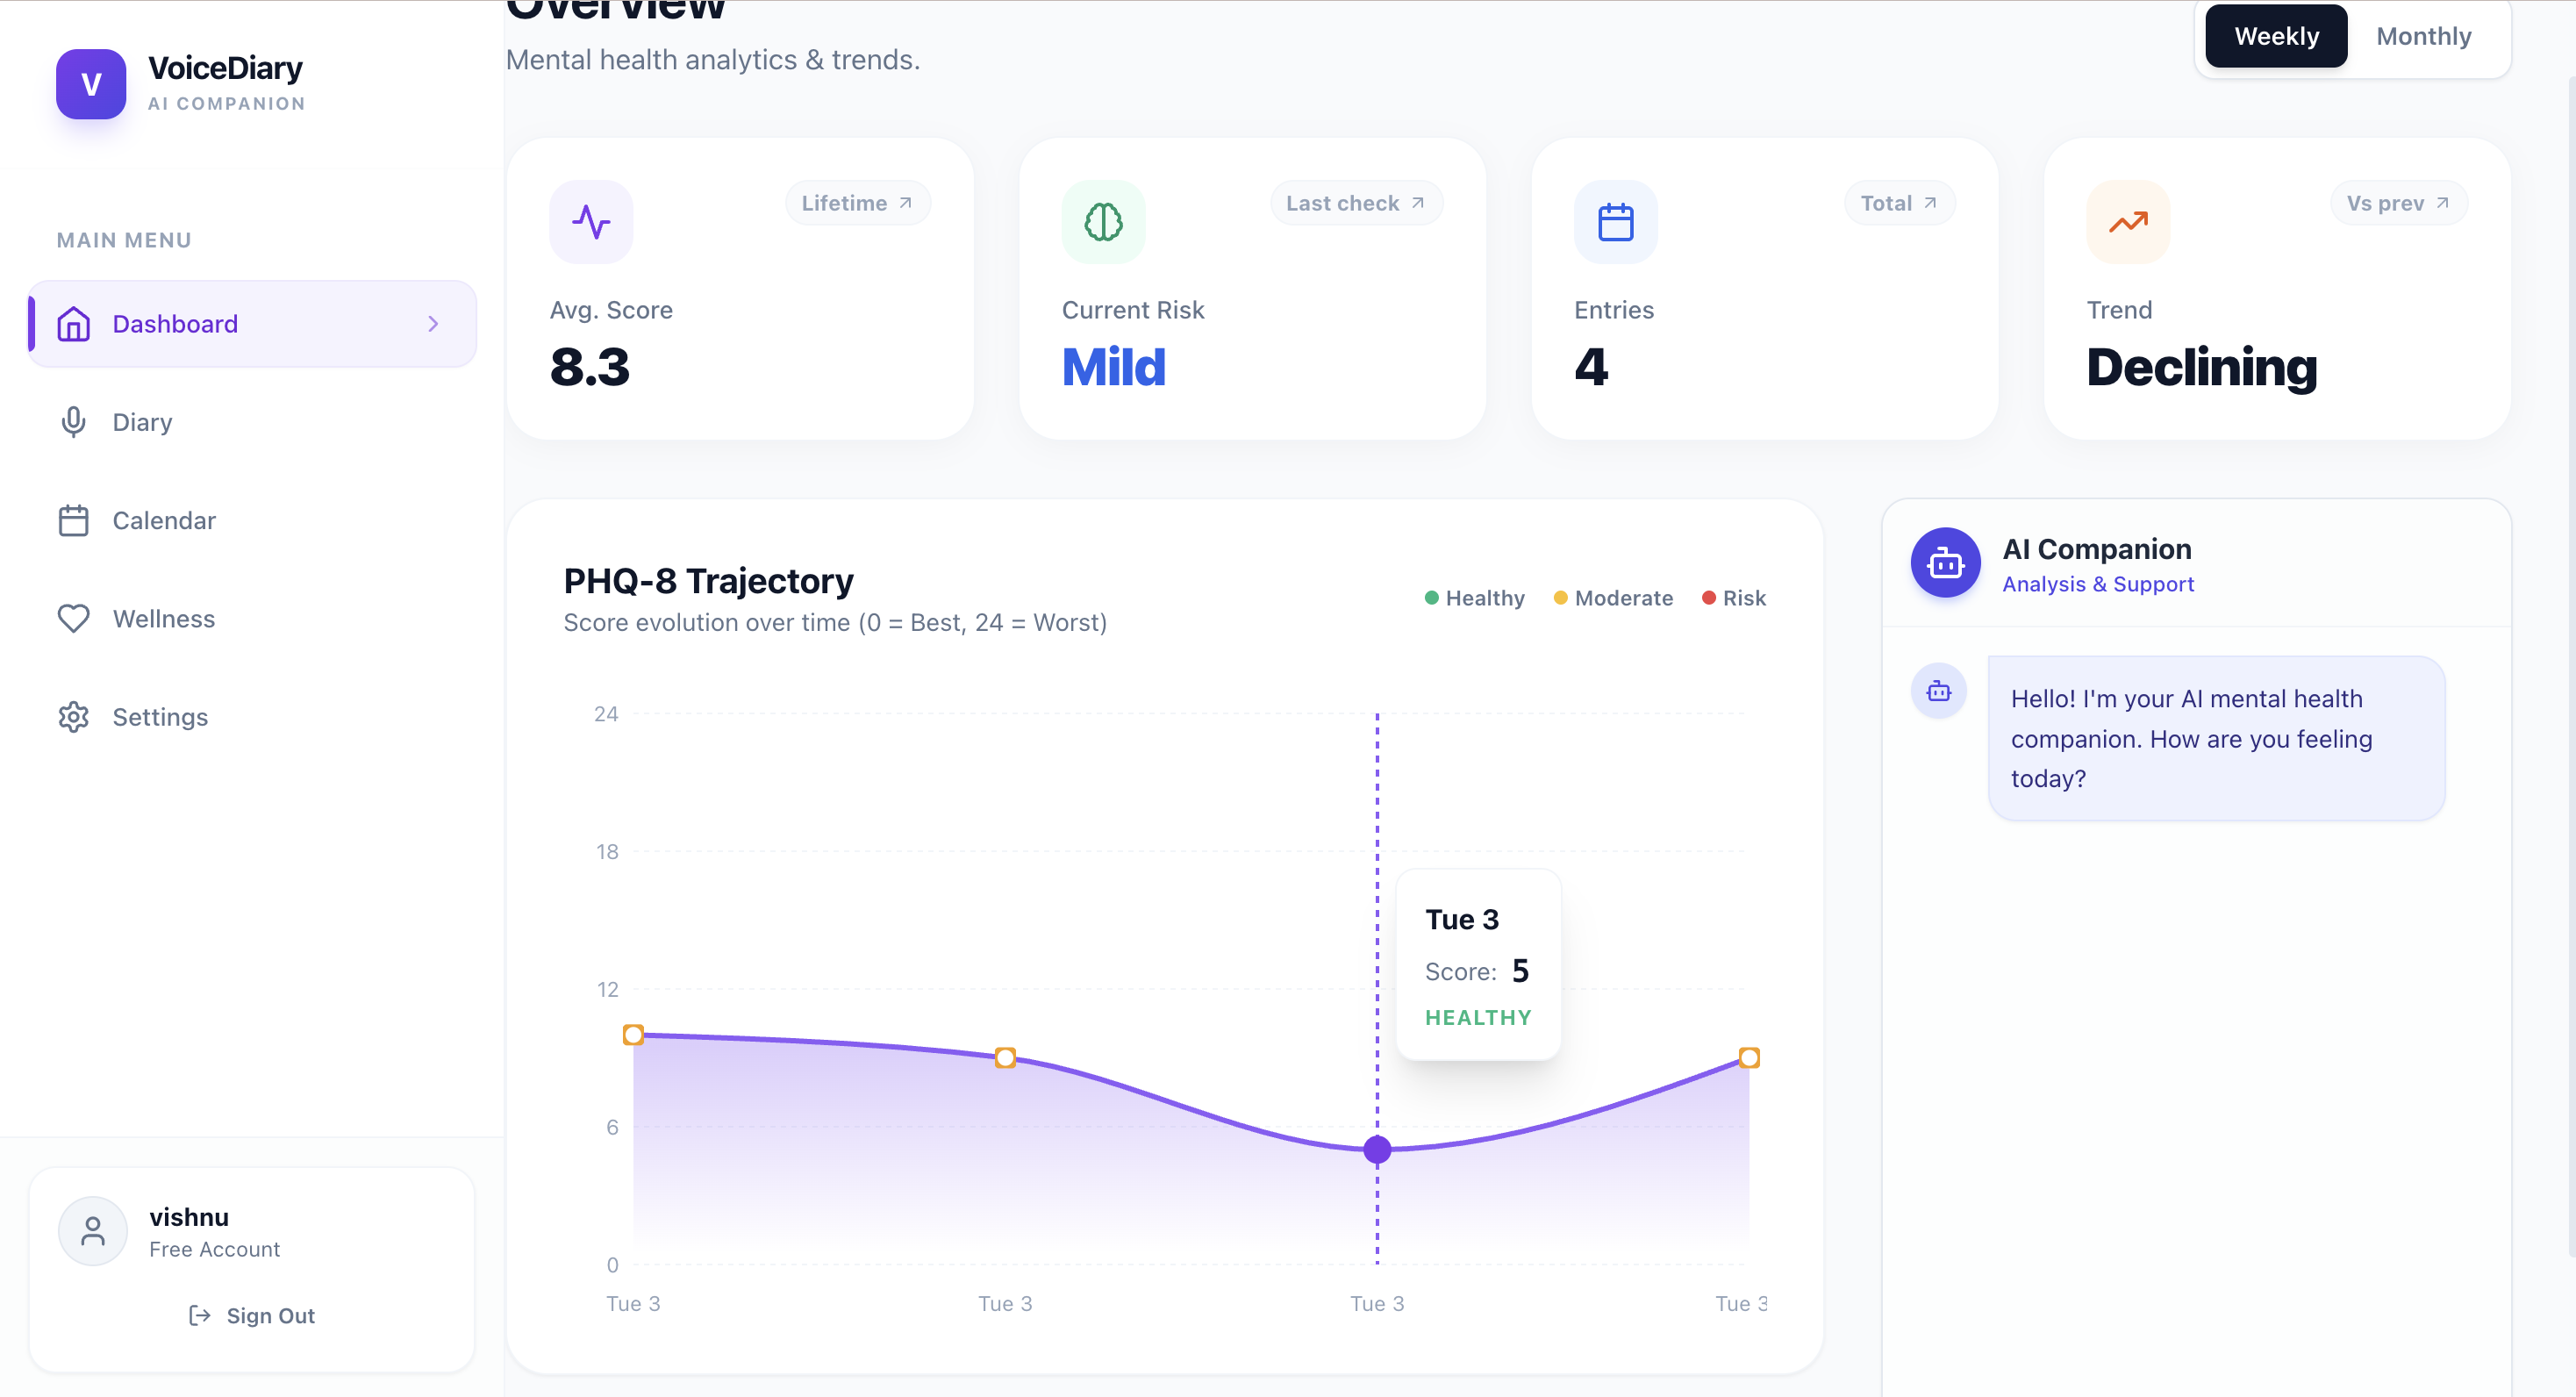 V
VoiceDiary
AI COMPANION
MAIN MENU
Dashboard
Diary
Calendar
Wellness
Settings
vishnu
Free Account
Sign Out
Overview
Mental health analytics & trends.
Weekly
Monthly
Lifetime
Avg. Score
8.3
Last check
Current Risk
Mild
Total
Entries
4
Vs prev
Trend
Declining
PHQ-8 Trajectory
Score evolution over time (0 = Best, 24 = Worst)
Healthy
Moderate
Risk
24
18
12
6
0
Tue 3
Score: 5
HEALTHY
Tue 3
Tue 3
Tue 3
Tue 3
AI Companion
Analysis & Support
Hello! I'm your AI mental health
companion. How are you feeling
today?